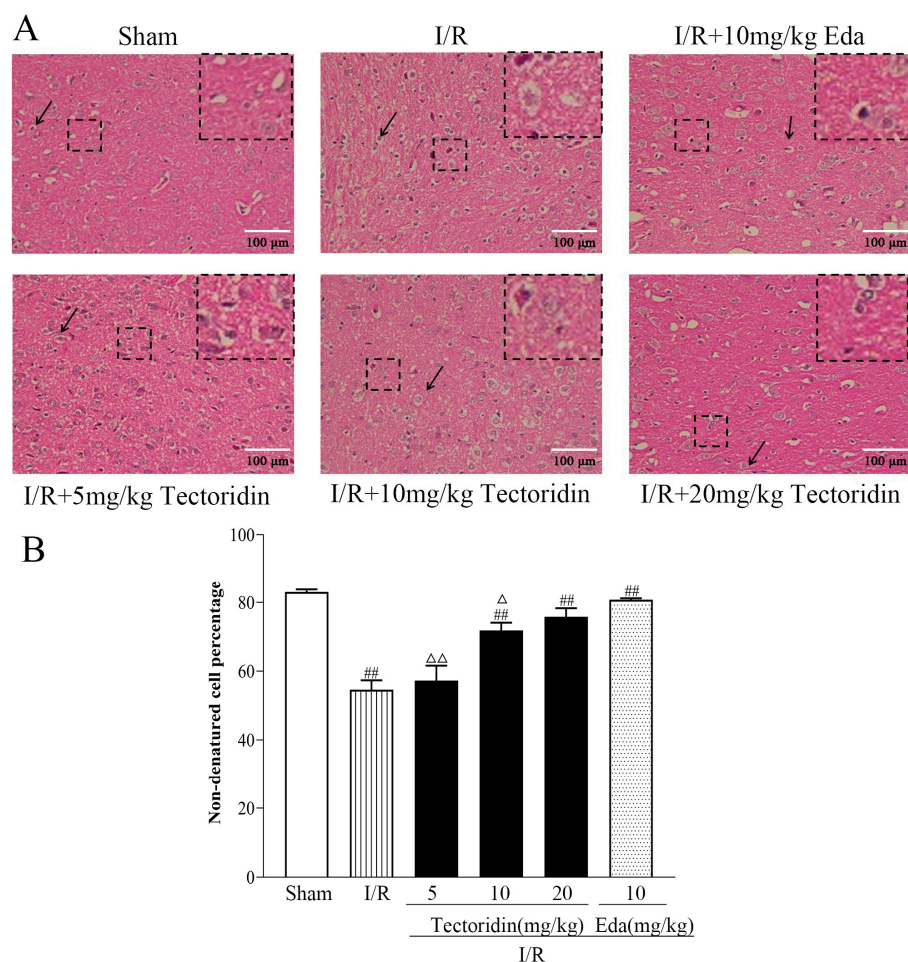 A
Sham
I/R
I/R+10mg/kg Eda
100 μm
100 μm
100 μm
100 μm
100 μm
100 μm
I/R+5mg/kg Tectoridin
I/R+10mg/kg Tectoridin
I/R+20mg/kg Tectoridin
B
Non-denatured cell percentage
100
80
60
40
20
0
##
△△
△
##
##
##
Sham
I/R
5
10
20
10
Tectoridin(mg/kg)
Eda(mg/kg)
I/R